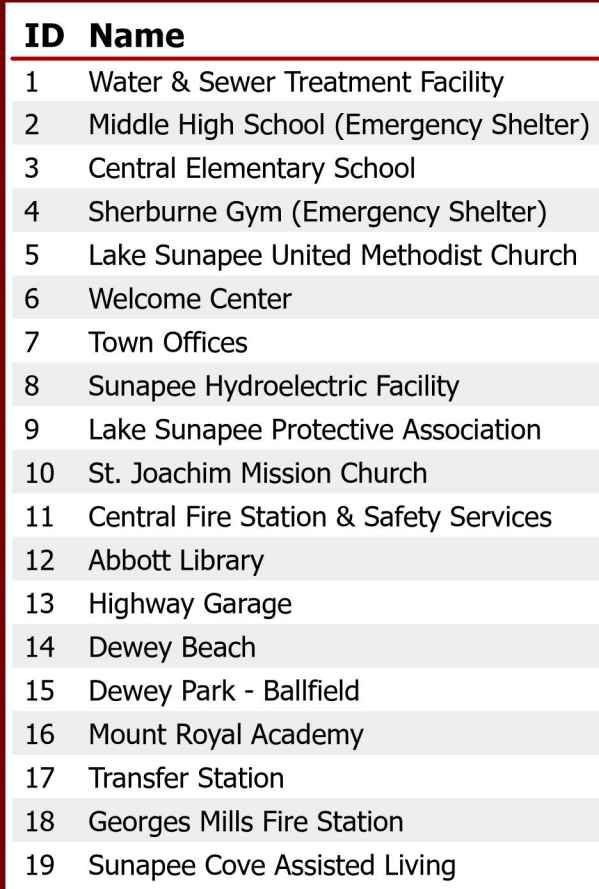 ID Name
1 Water & Sewer Treatment Facility
2 Middle High School (Emergency Shelter)
3 Central Elementary School
4 Sherburne Gym (Emergency Shelter)
5 Lake Sunapee United Methodist Church
6 Welcome Center
7 Town Offices
8 Sunapee Hydroelectric Facility
9 Lake Sunapee Protective Association
10 St. Joachim Mission Church
11 Central Fire Station & Safety Services
12 Abbott Library
13 Highway Garage
14 Dewey Beach
15 Dewey Park - Ballfield
16 Mount Royal Academy
17 Transfer Station
18 Georges Mills Fire Station
19 Sunapee Cove Assisted Living